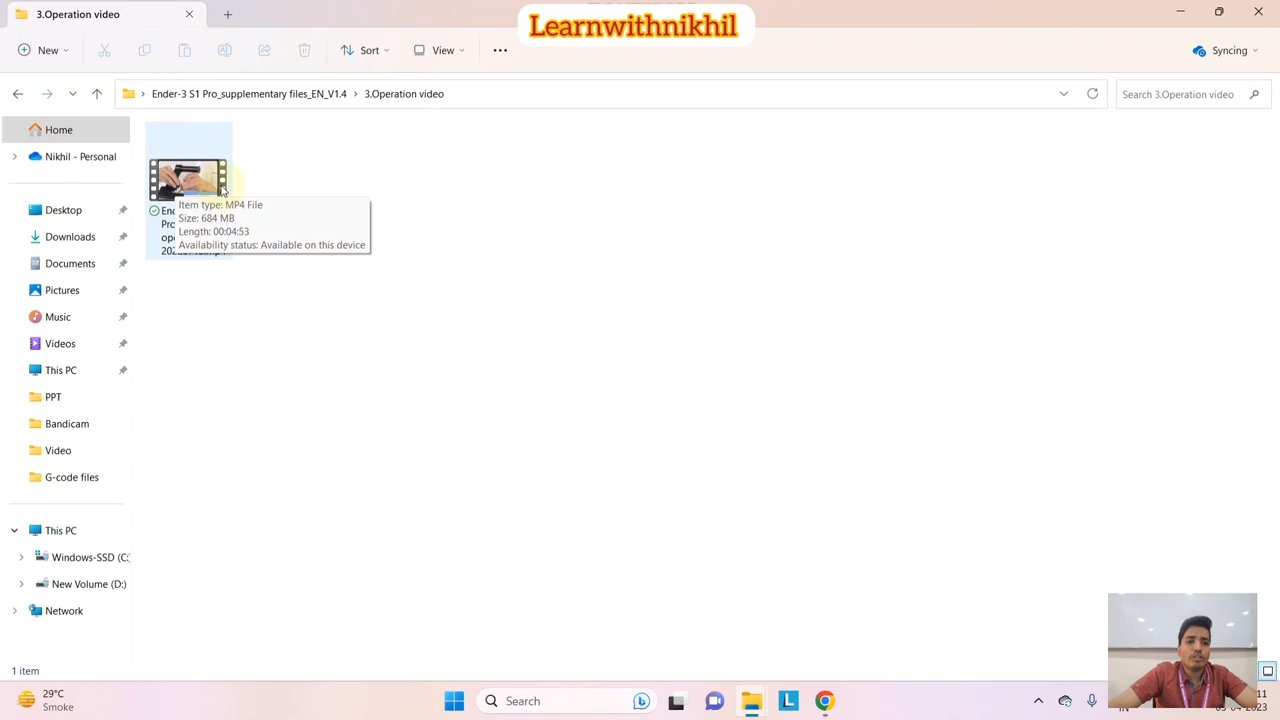 3.Operation video
Learnwithnikhil
New
Sort
View
Syncing
Ender-3 S1 Pro_supplementary files_EN_V1.4 > 3.Operation video
Search 3.Operation video
Home
Nikhil - Personal
Desktop
Downloads
Documents
Pictures
Music
Videos
This PC
PPT
Bandicam
Video
G-code files
This PC
Windows-SSD (C:)
New Volume (D:)
Network
Item type: MP4 File
Size: 684 MB
Length: 00:04:53
Availability status: Available on this device
1 item
29°C
Smoke
Search
IN